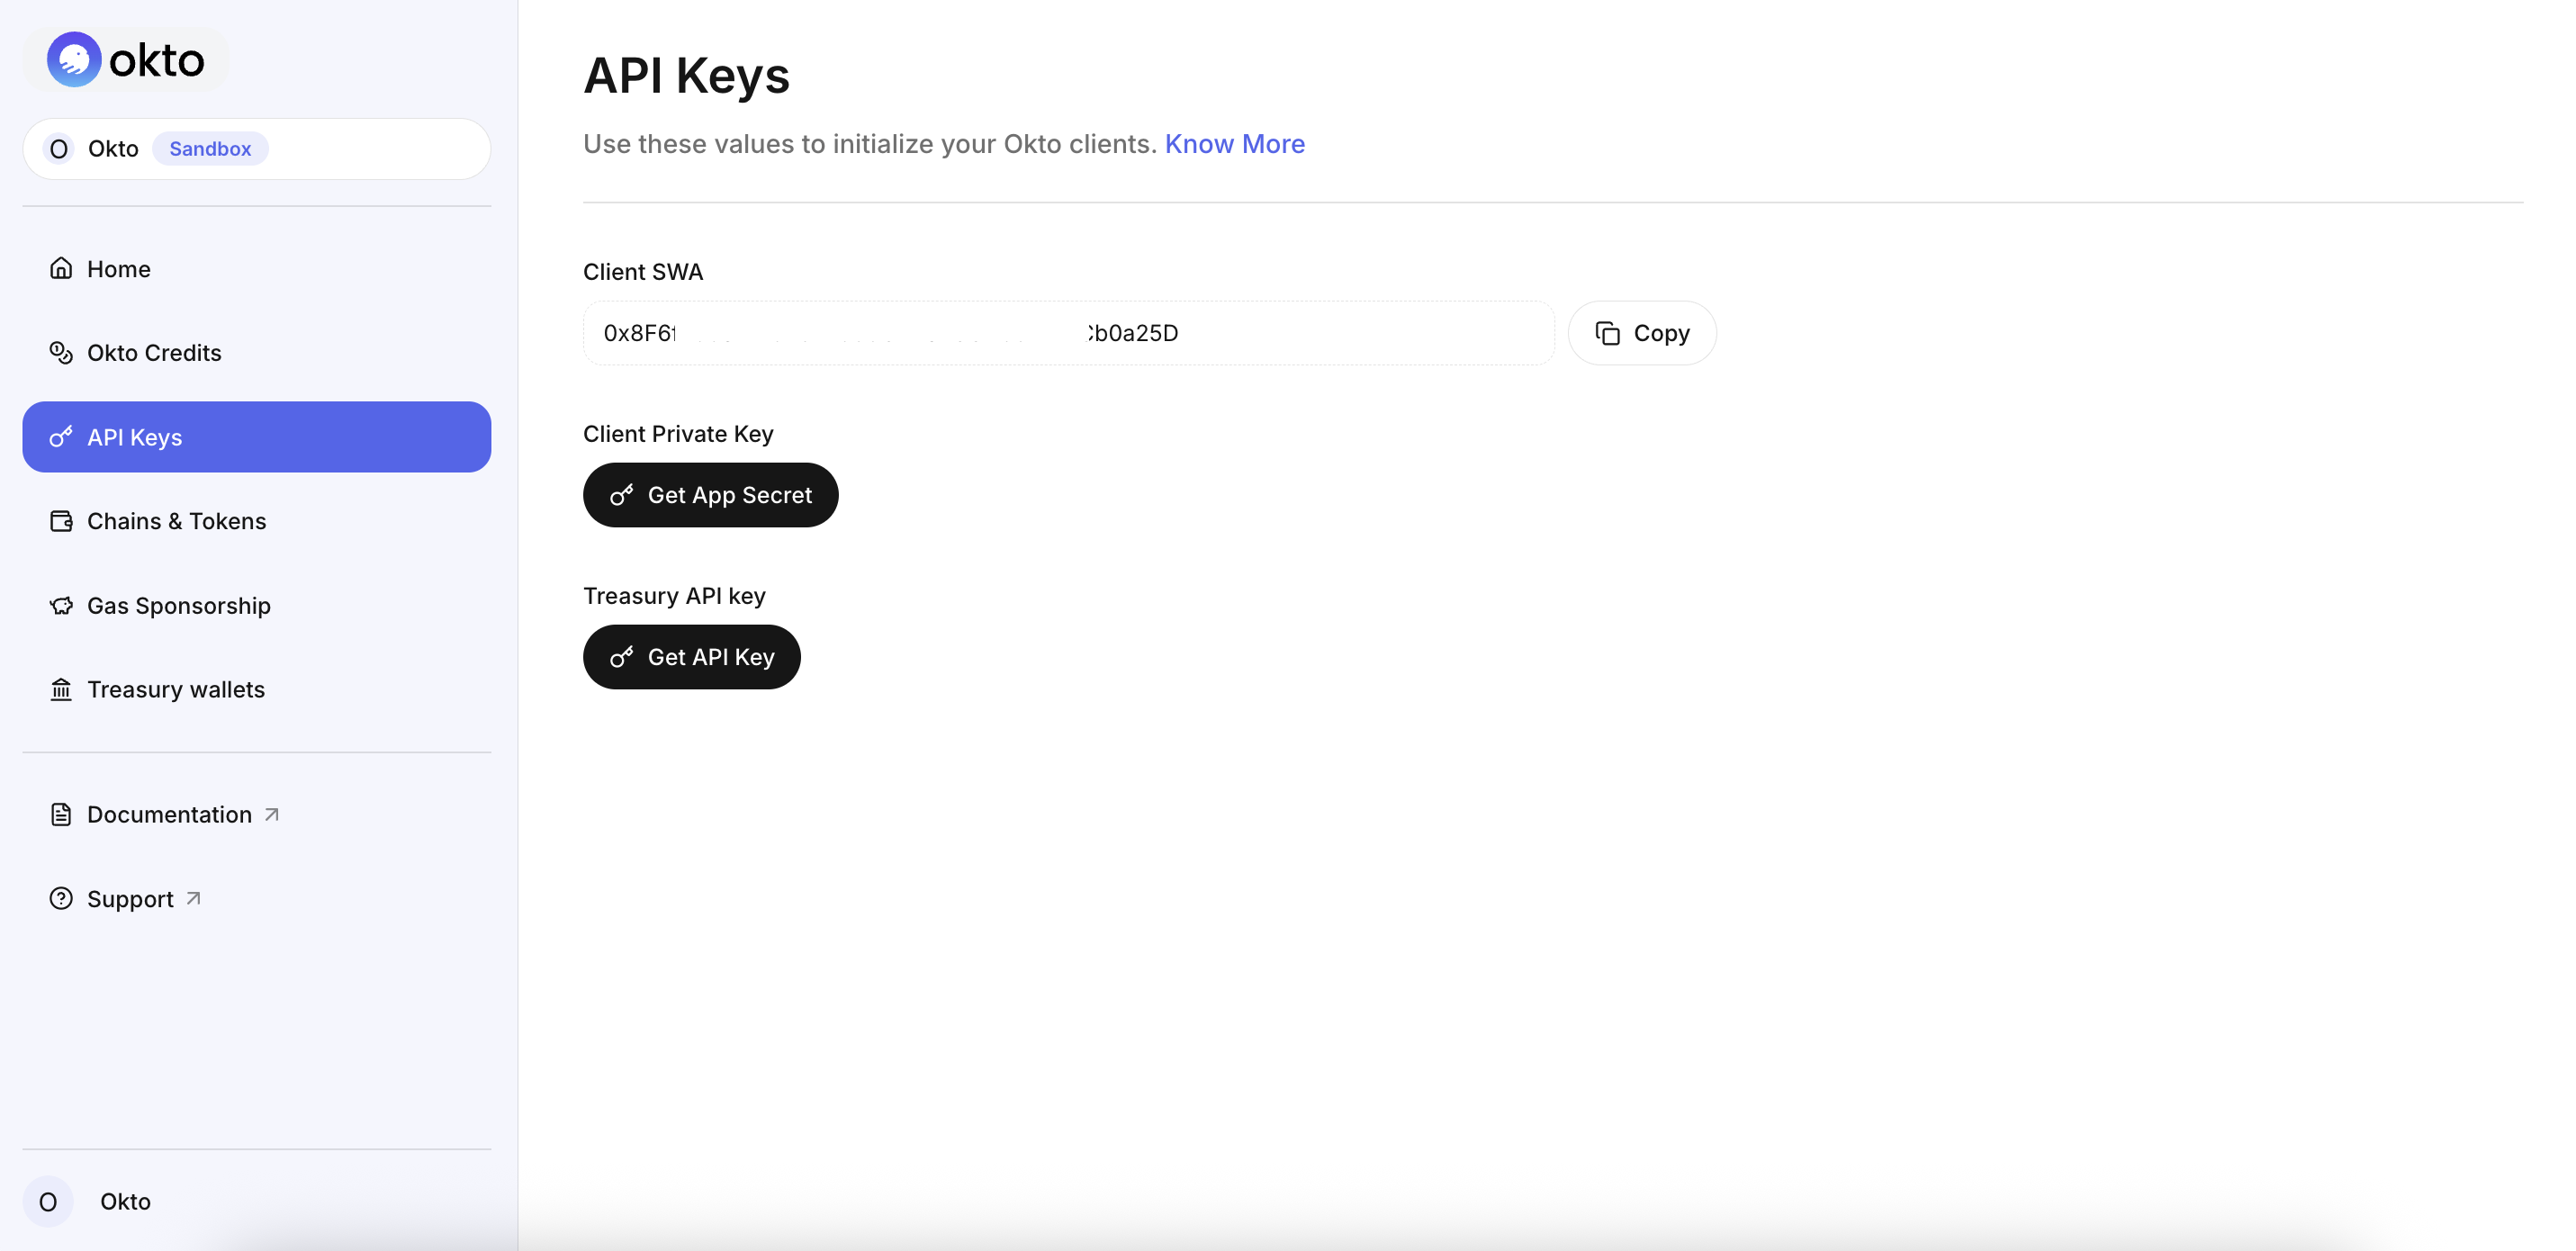 okto
O Okto Sandbox
Home
Okto Credits
API Keys
Chains & Tokens
Gas Sponsorship
Treasury wallets
Documentation
Support
O Okto
API Keys
Use these values to initialize your Okto clients. Know More
Client SWA
0x8F6 b0a25D
Copy
Client Private Key
Get App Secret
Treasury API key
Get API Key